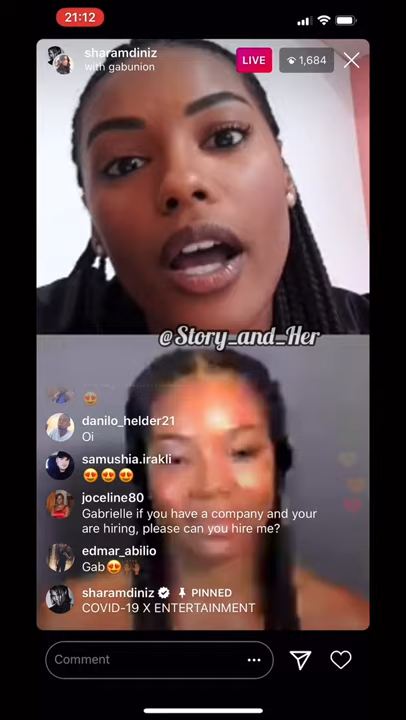 21:12
sharamdiniz
with gabunion
LIVE
1,684
@Story_and_Her
😍
danilo_helder21
Oi
samushia.irakli
😍😍😍
joceline80
Gabrielle if you have a company and your
are hiring, please can you hire me?
edmar_abilio
Gab😍🙌🏾
sharamdiniz PINNED
COVID-19 X ENTERTAINMENT
Comment